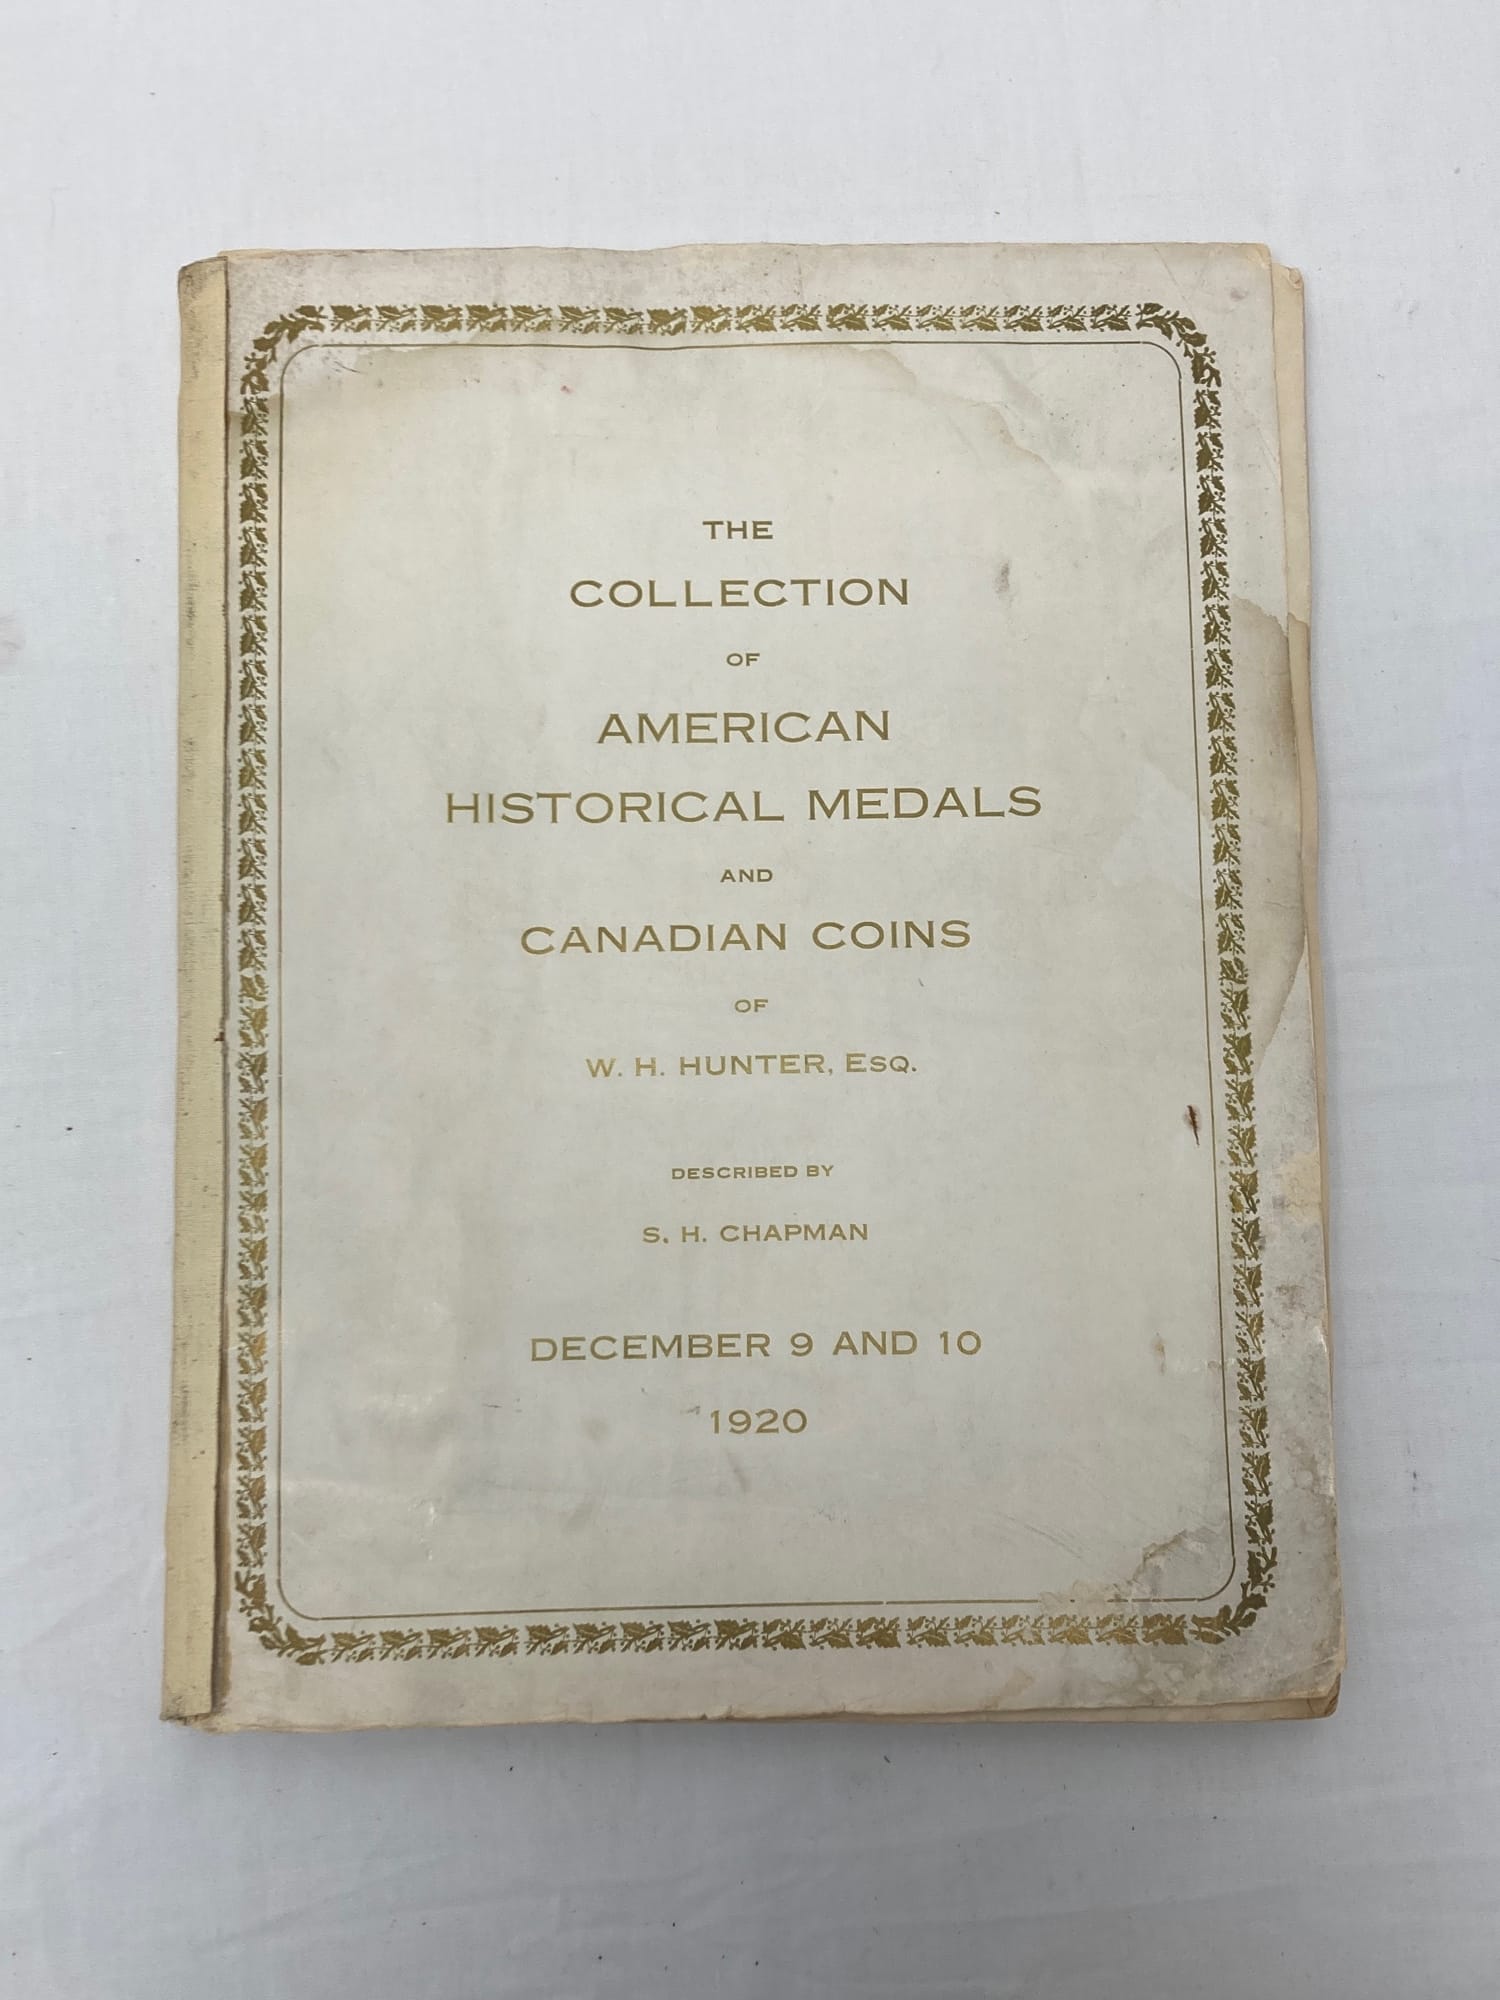 THE
COLLECTION
OF
AMERICAN
HISTORICAL MEDALS
AND
CANADIAN COINS
OF
W. H. HUNTER, ESQ.
DESCRIBED BY
S. H. CHAPMAN
DECEMBER 9 AND 10
1920